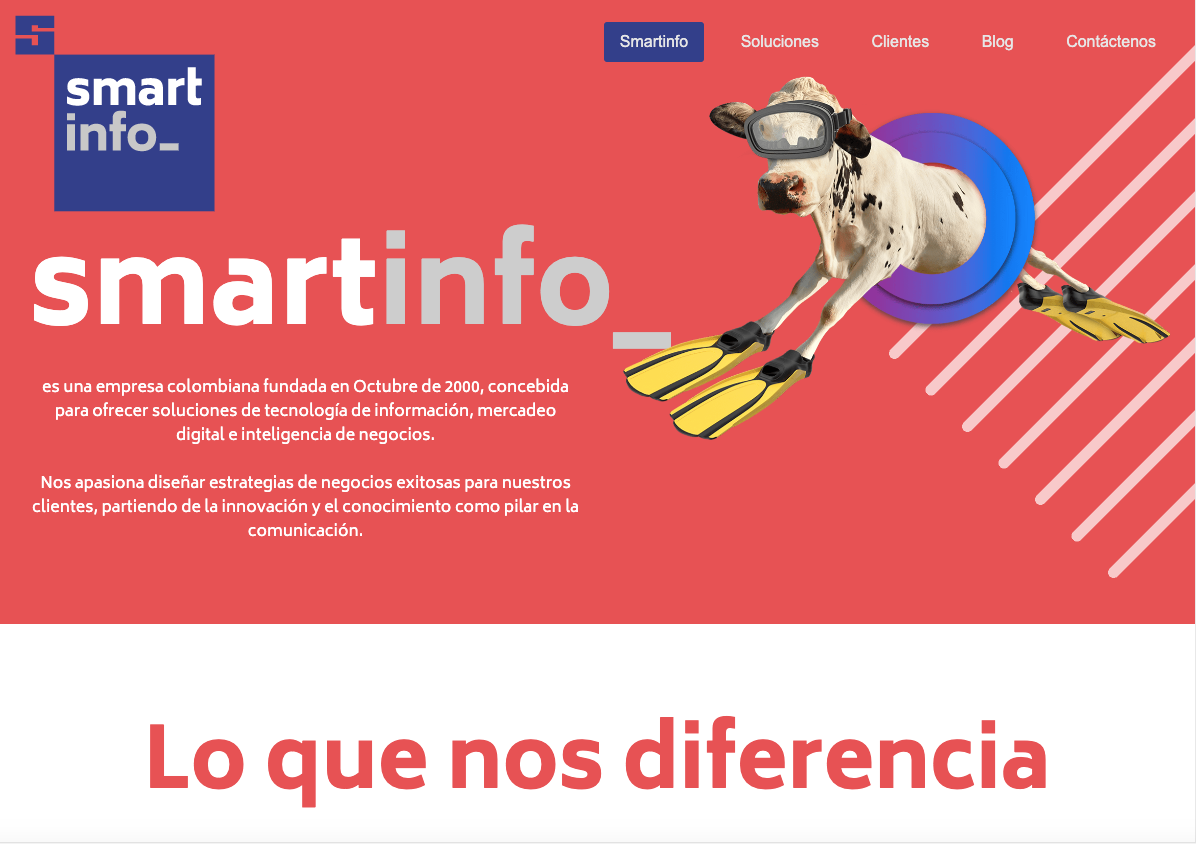 Smartinfo Soluciones Clientes Blog Contáctenos
smart
info_
smartinfo_
es una empresa colombiana fundada en Octubre de 2000, concebida
para ofrecer soluciones de tecnología de información, mercadeo
digital e inteligencia de negocios.
Nos apasiona diseñar estrategias de negocios exitosas para nuestros
clientes, partiendo de la innovación y el conocimiento como pilar en la
comunicación.
Lo que nos diferencia